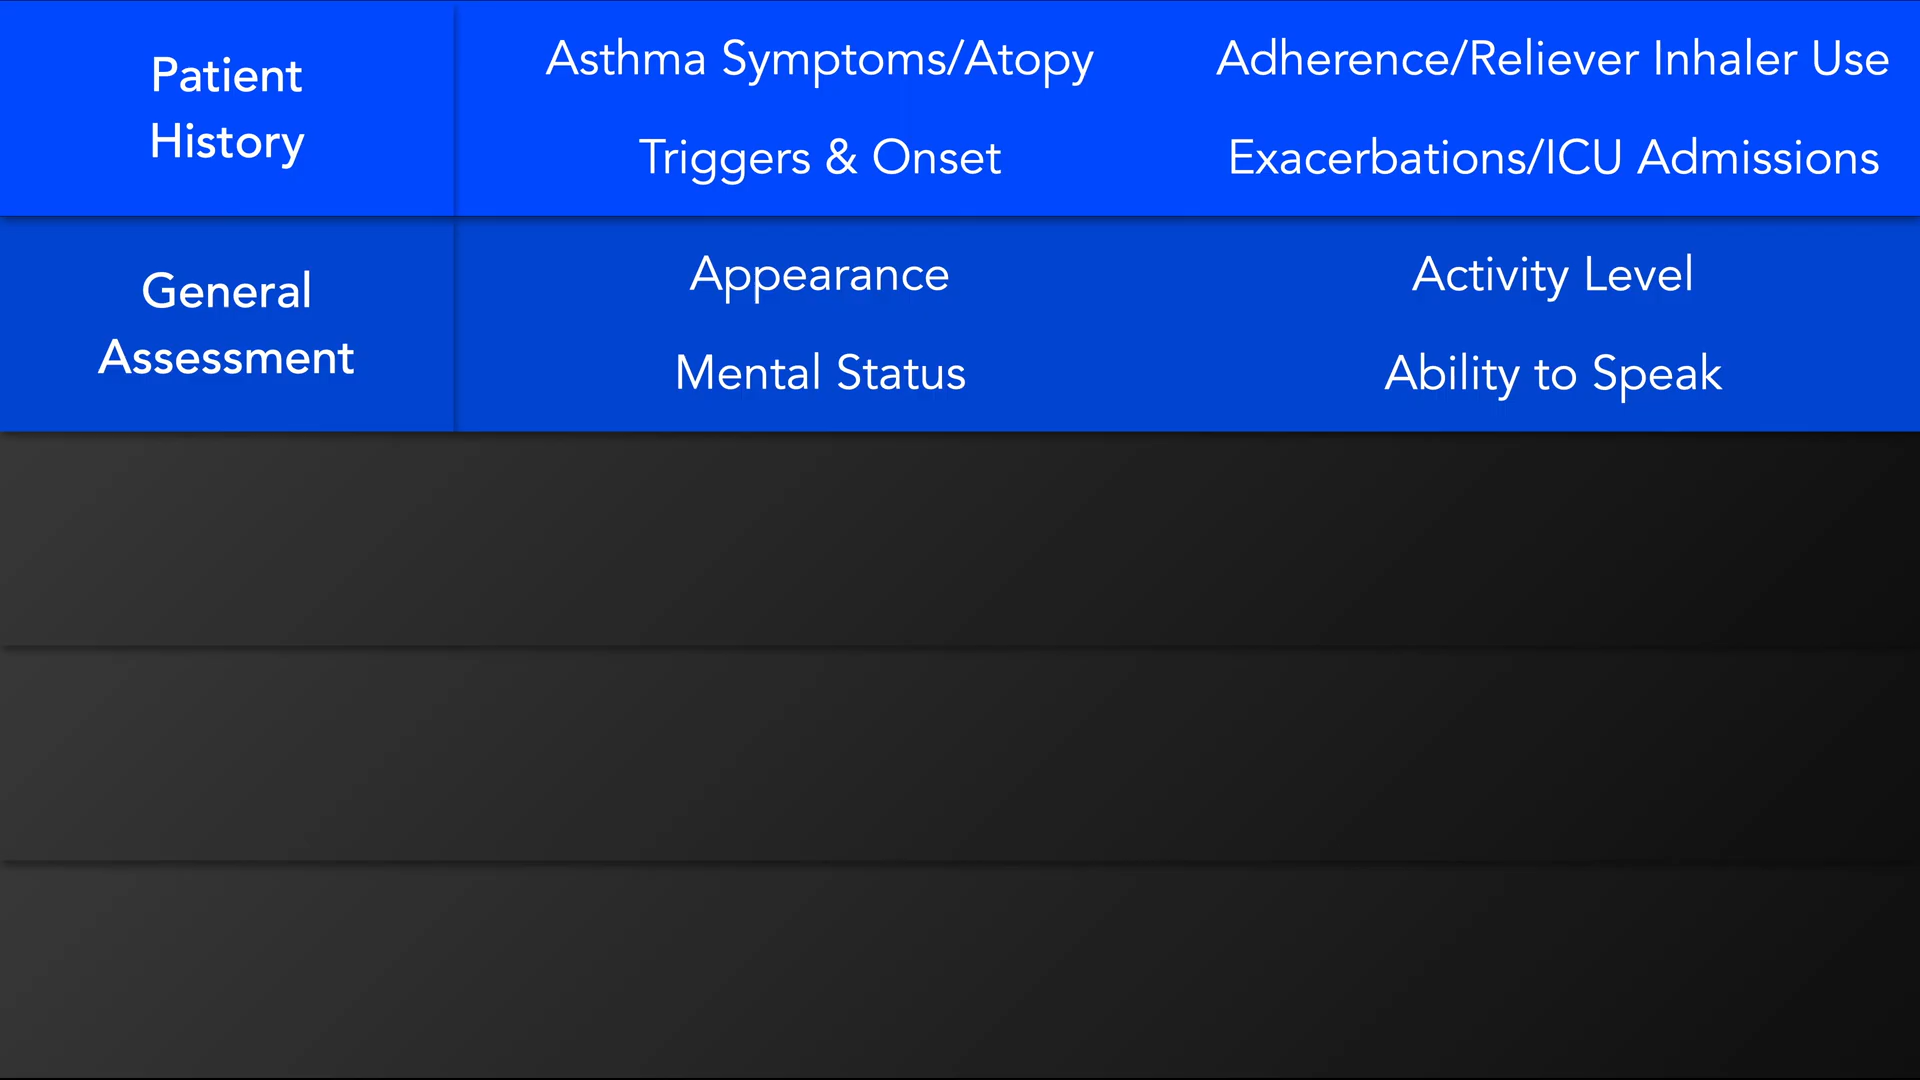 Patient
History
Asthma Symptoms/Atopy
Adherence/Reliever Inhaler Use
Triggers & Onset
Exacerbations/ICU Admissions
General
Assessment
Appearance
Activity Level
Mental Status
Ability to Speak